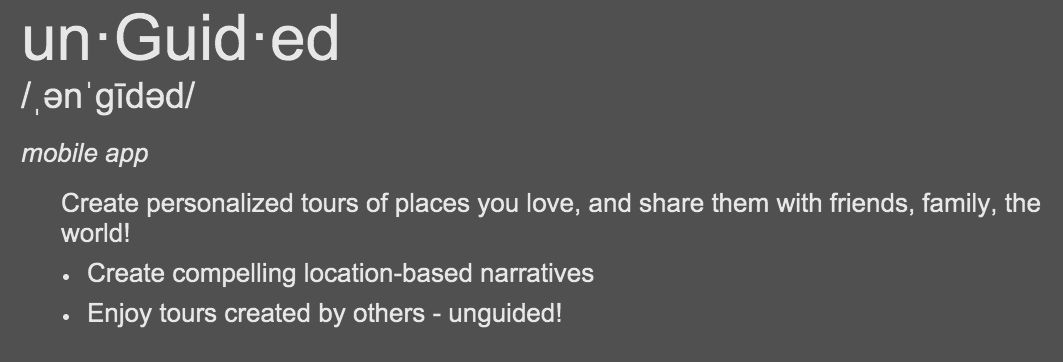 un·Guid·ed
/ˌənˈgīdəd/
mobile app
Create personalized tours of places you love, and share them with friends, family, the
world!
• Create compelling location-based narratives
• Enjoy tours created by others - unguided!